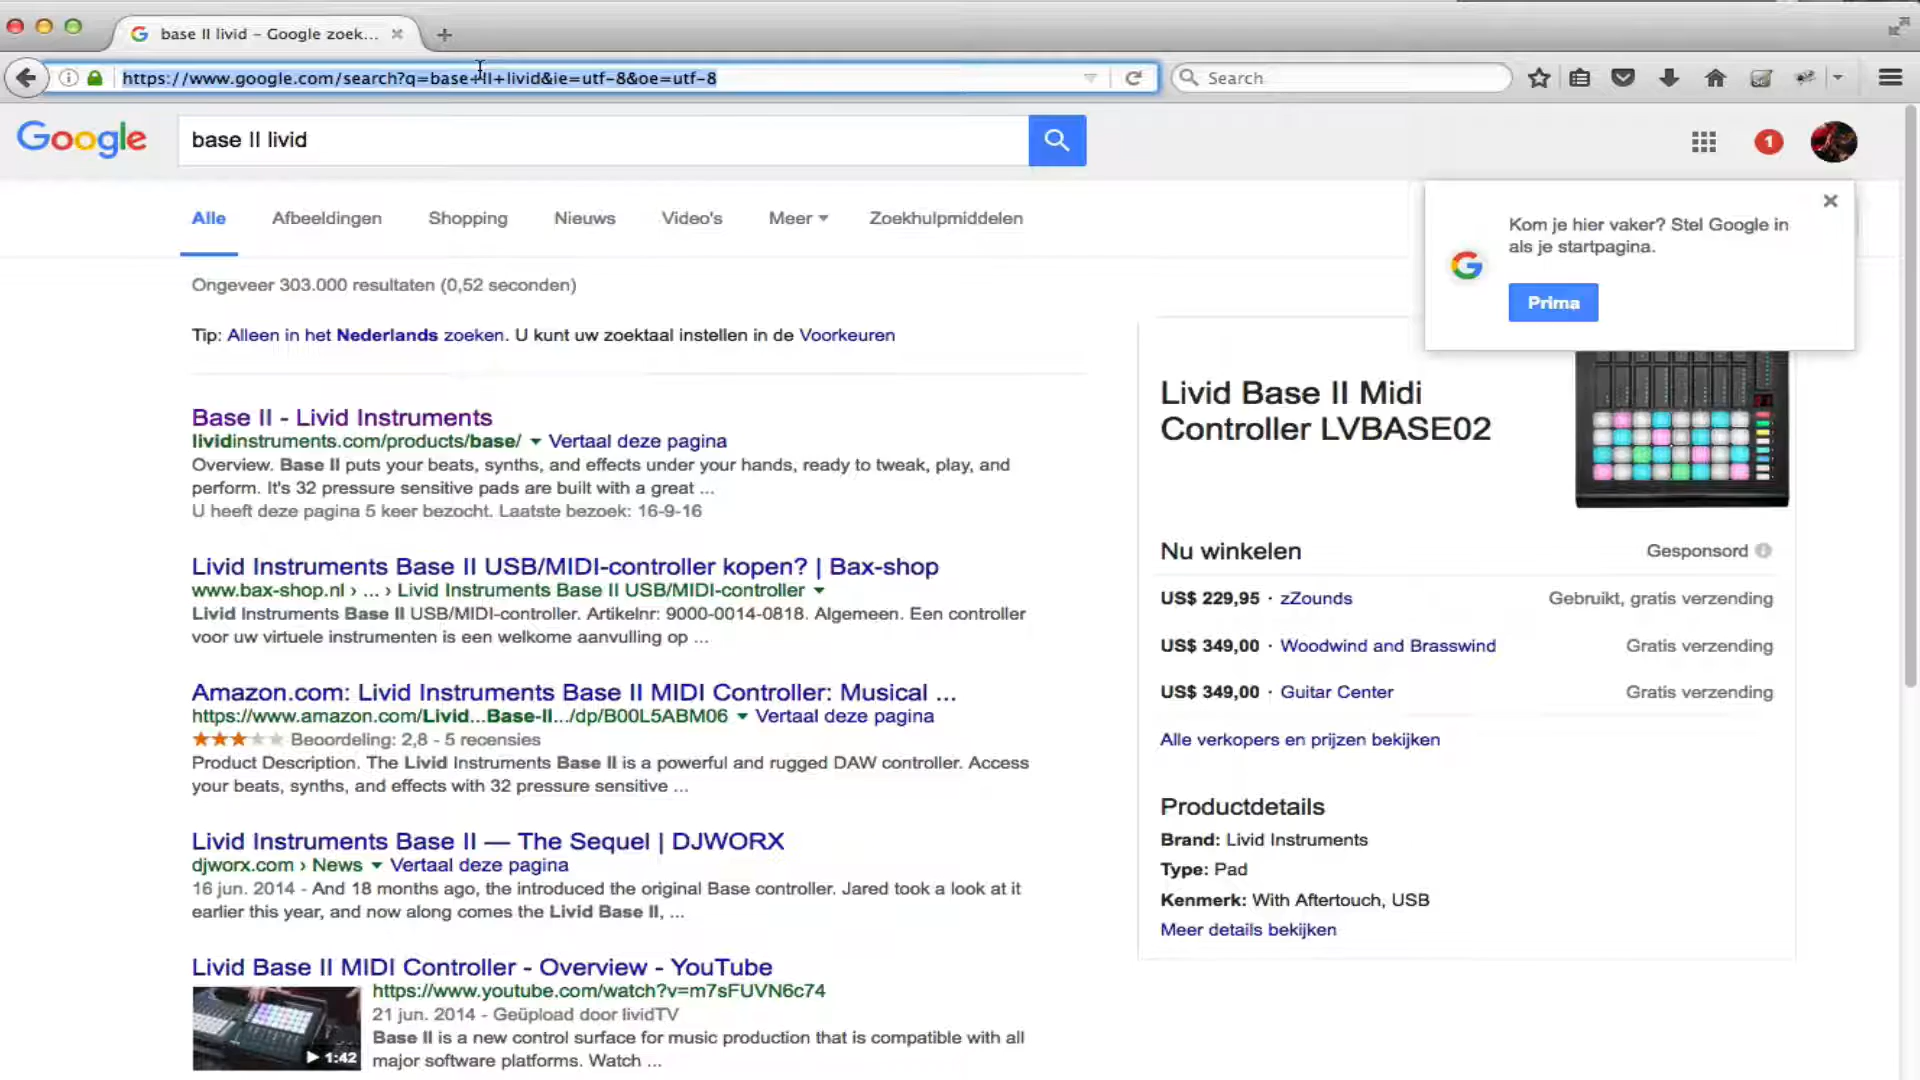 base II livid – Google zoek...
https://www.google.com/search?q=base+II+livid&ie=utf-8&oe=utf-8
Search
Google
base II livid
1
Alle
Afbeeldingen
Shopping
Nieuws
Video's
Meer
Zoekhulpmiddelen
Kom je hier vaker? Stel Google in
als je startpagina.
Prima
Ongeveer 303.000 resultaten (0,52 seconden)
Tip: Alleen in het Nederlands zoeken. U kunt uw zoektaal instellen in de Voorkeuren
Base II - Livid Instruments
lividinstruments.com/products/base/ Vertaal deze pagina
Overview. Base II puts your beats, synths, and effects under your hands, ready to tweak, play, and
perform. It's 32 pressure sensitive pads are built with a great ...
U heeft deze pagina 5 keer bezocht. Laatste bezoek: 16-9-16
Livid Instruments Base II USB/MIDI-controller kopen? | Bax-shop
www.bax-shop.nl › ... › Livid Instruments Base II USB/MIDI-controller
Livid Instruments Base II USB/MIDI-controller. Artikelnr: 9000-0014-0818. Algemeen. Een controller
voor uw virtuele instrumenten is een welkome aanvulling op ...
Amazon.com: Livid Instruments Base II MIDI Controller: Musical ...
https://www.amazon.com/Livid...Base-II.../dp/B00L5ABM06 Vertaal deze pagina
Beoordeling: 2,8 - 5 recensies
Product Description. The Livid Instruments Base II is a powerful and rugged DAW controller. Access
your beats, synths, and effects with 32 pressure sensitive ...
Livid Instruments Base II — The Sequel | DJWORX
djworx.com › News Vertaal deze pagina
16 jun. 2014 - And 18 months ago, the introduced the original Base controller. Jared took a look at it
earlier this year, and now along comes the Livid Base II, ...
Livid Base II MIDI Controller - Overview - YouTube
https://www.youtube.com/watch?v=m7sFUVN6c74
21 jun. 2014 - Geüpload door lividTV
Base II is a new control surface for music production that is compatible with all
major software platforms. Watch ...
1:42
Livid Base II Midi
Controller LVBASE02
Nu winkelen
Gesponsord
US$ 229,95 · zZounds
Gebruikt, gratis verzending
US$ 349,00 · Woodwind and Brasswind
Gratis verzending
US$ 349,00 · Guitar Center
Gratis verzending
Alle verkopers en prijzen bekijken
Productdetails
Brand: Livid Instruments
Type: Pad
Kenmerk: With Aftertouch, USB
Meer details bekijken